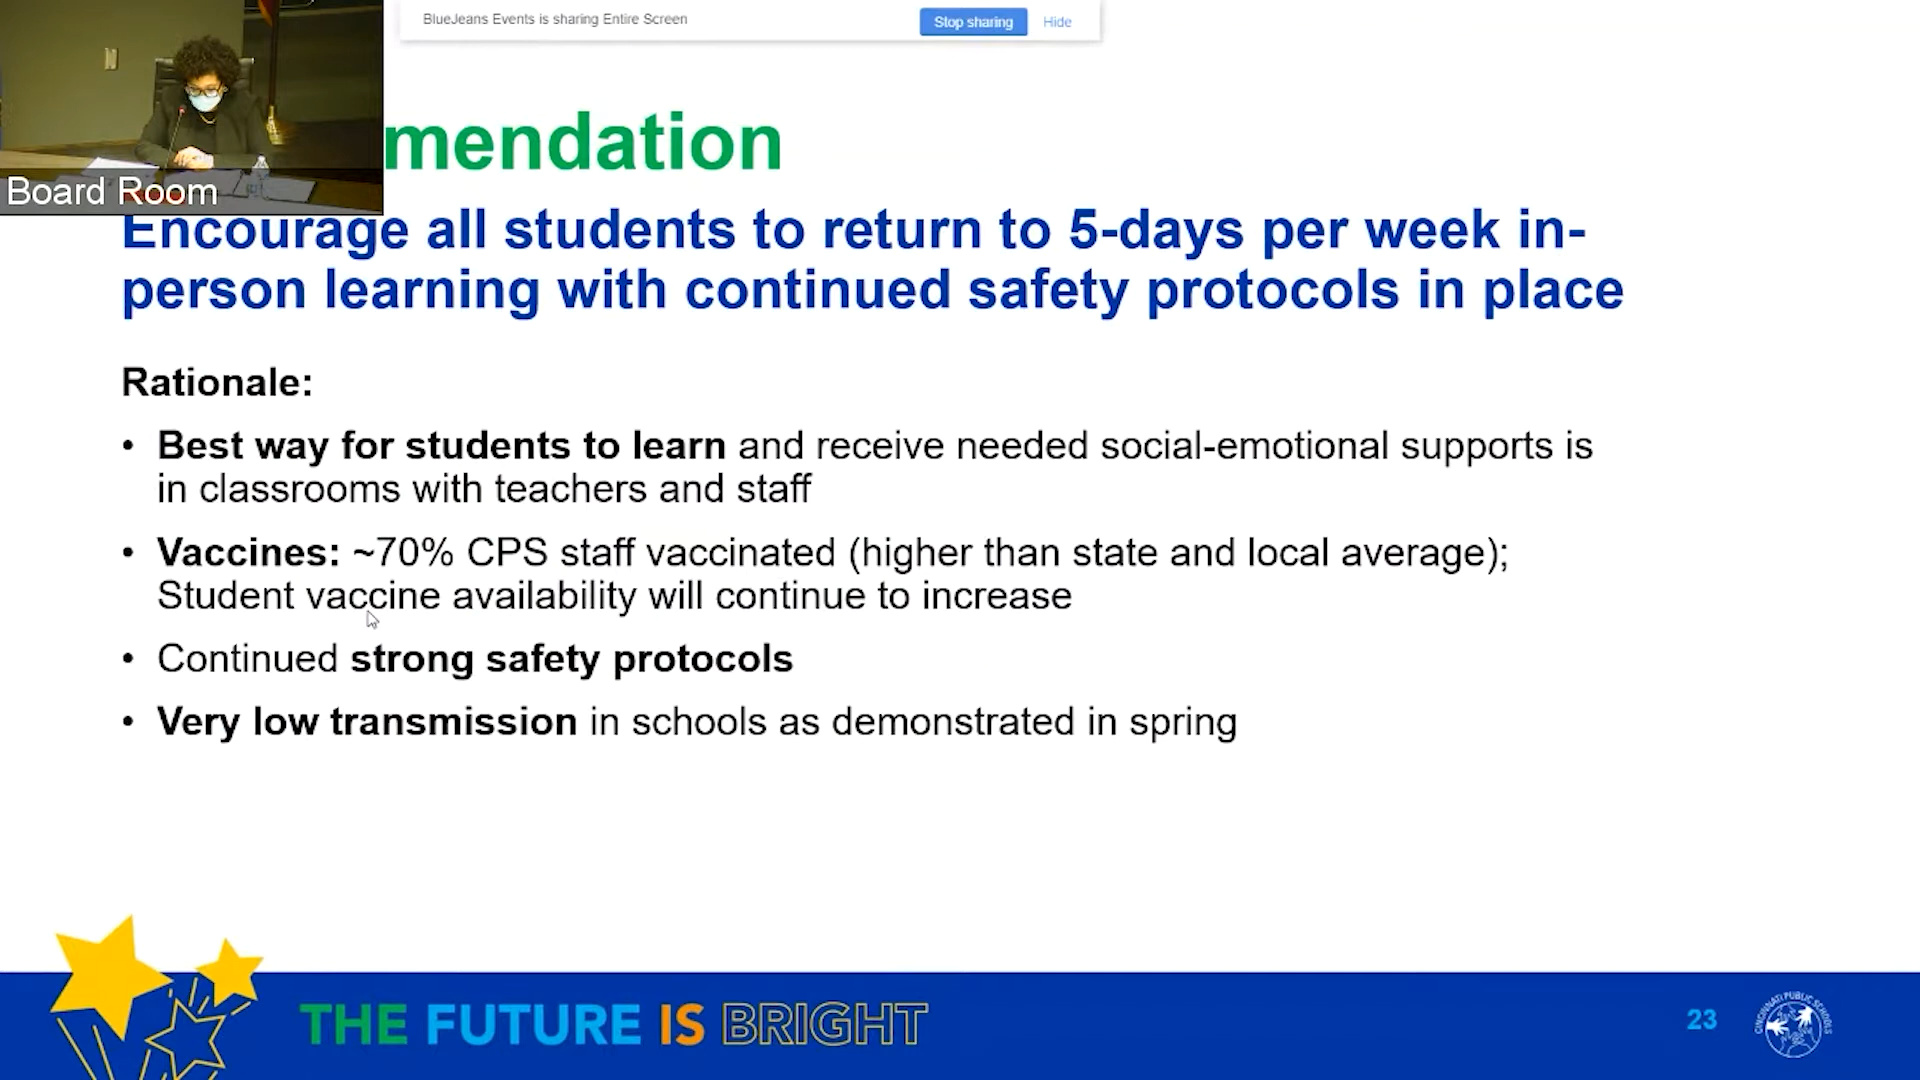 BlueJeans Events is sharing Entire Screen
Stop sharing
Hide
Board Room
mendation
Encourage all students to return to 5-days per week in-
person learning with continued safety protocols in place
Rationale:
• Best way for students to learn and receive needed social-emotional supports is
in classrooms with teachers and staff
• Vaccines: ~70% CPS staff vaccinated (higher than state and local average);
Student vaccine availability will continue to increase
• Continued strong safety protocols
• Very low transmission in schools as demonstrated in spring
THE FUTURE IS BRIGHT
23
CINCINNATI PUBLIC SCHOOLS